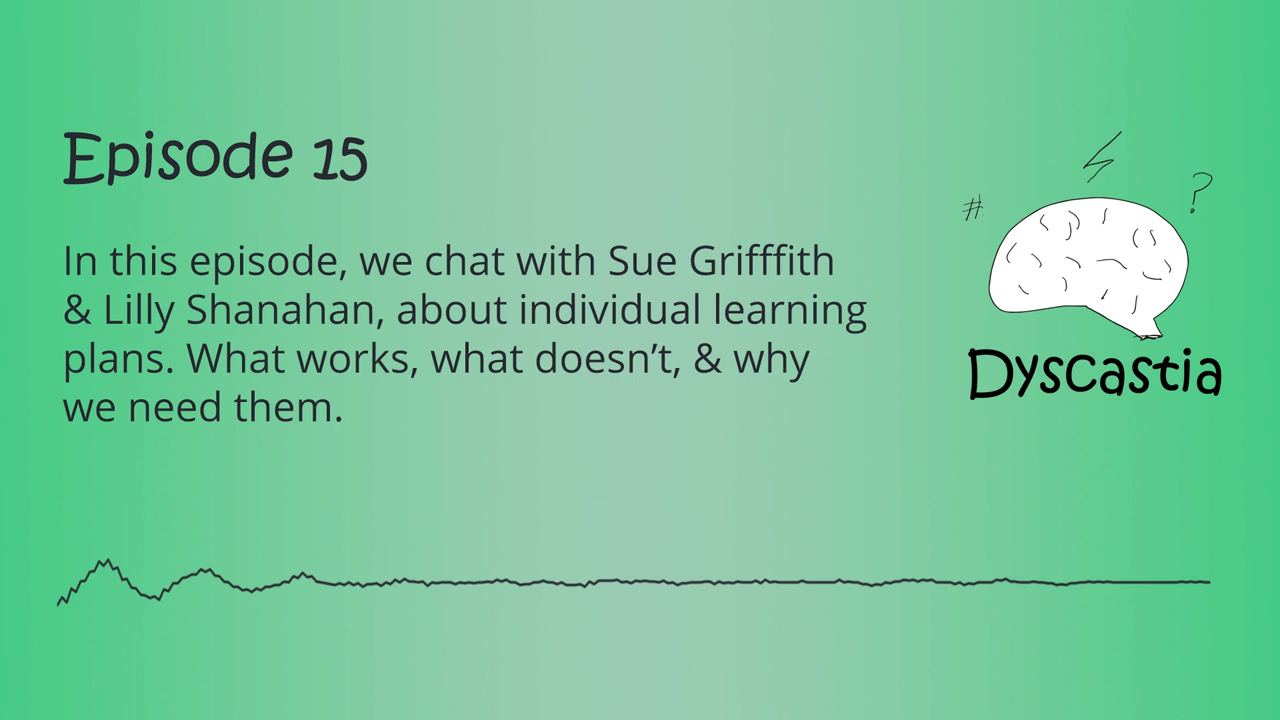 Episode 15
In this episode, we chat with Sue Grifffith
& Lilly Shanahan, about individual learning
plans. What works, what doesn’t, & why
we need them.
#
?
Dyscastia